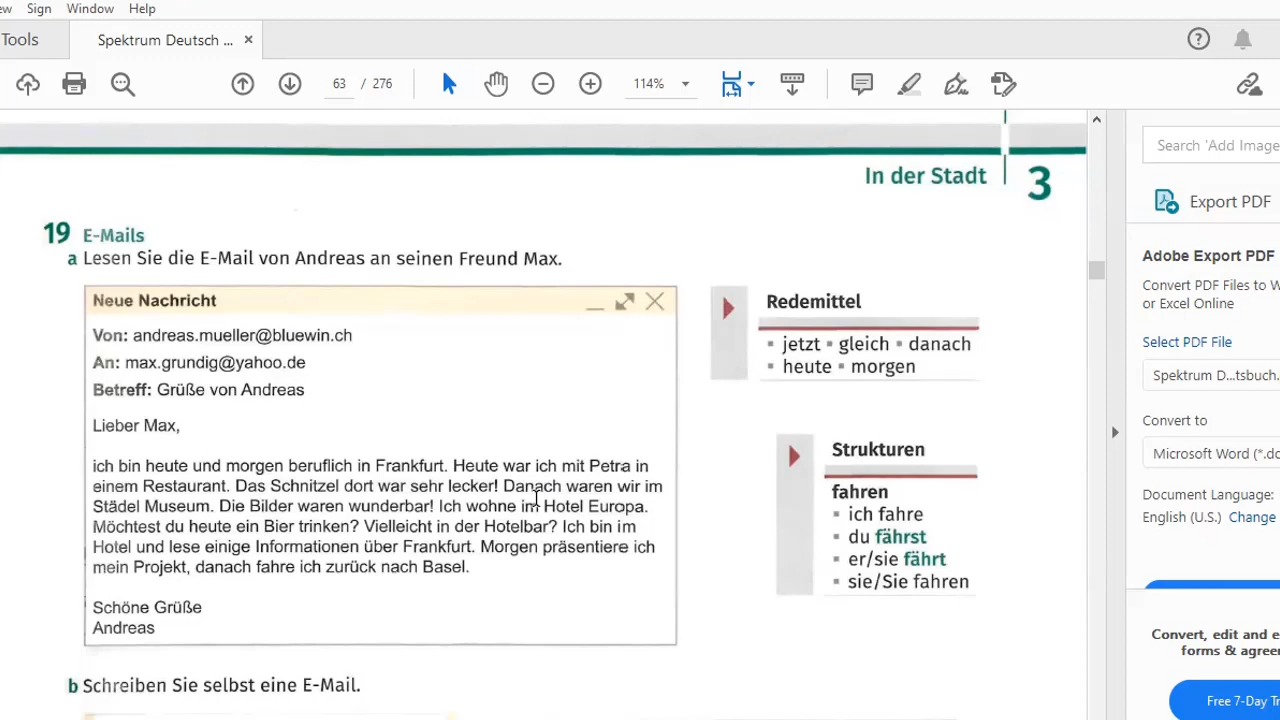 ew Sign Window Help
Tools Spektrum Deutsch ... ×
63 / 276 114%
In der Stadt 3
19 E-Mails
a Lesen Sie die E-Mail von Andreas an seinen Freund Max.
Neue Nachricht
Von: andreas.mueller@bluewin.ch
An: max.grundig@yahoo.de
Betreff: Grüße von Andreas
Lieber Max,
ich bin heute und morgen beruflich in Frankfurt. Heute war ich mit Petra in
einem Restaurant. Das Schnitzel dort war sehr lecker! Danach waren wir im
Städel Museum. Die Bilder waren wunderbar! Ich wohne im Hotel Europa.
Möchtest du heute ein Bier trinken? Vielleicht in der Hotelbar? Ich bin im
Hotel und lese einige Informationen über Frankfurt. Morgen präsentiere ich
mein Projekt, danach fahre ich zurück nach Basel.
Schöne Grüße
Andreas
b Schreiben Sie selbst eine E-Mail.
Redemittel
▪ jetzt ▪ gleich ▪ danach
▪ heute ▪ morgen
Strukturen
fahren
▪ ich fahre
▪ du fährst
▪ er/sie fährt
▪ sie/Sie fahren
Search 'Add Image
Export PDF
Adobe Export PDF
Convert PDF Files to W
or Excel Online
Select PDF File
Spektrum D...tsbuch.
Convert to
Microsoft Word (*.do
Document Language:
English (U.S.) Change
Convert, edit and e
forms & agree
Free 7-Day Tr